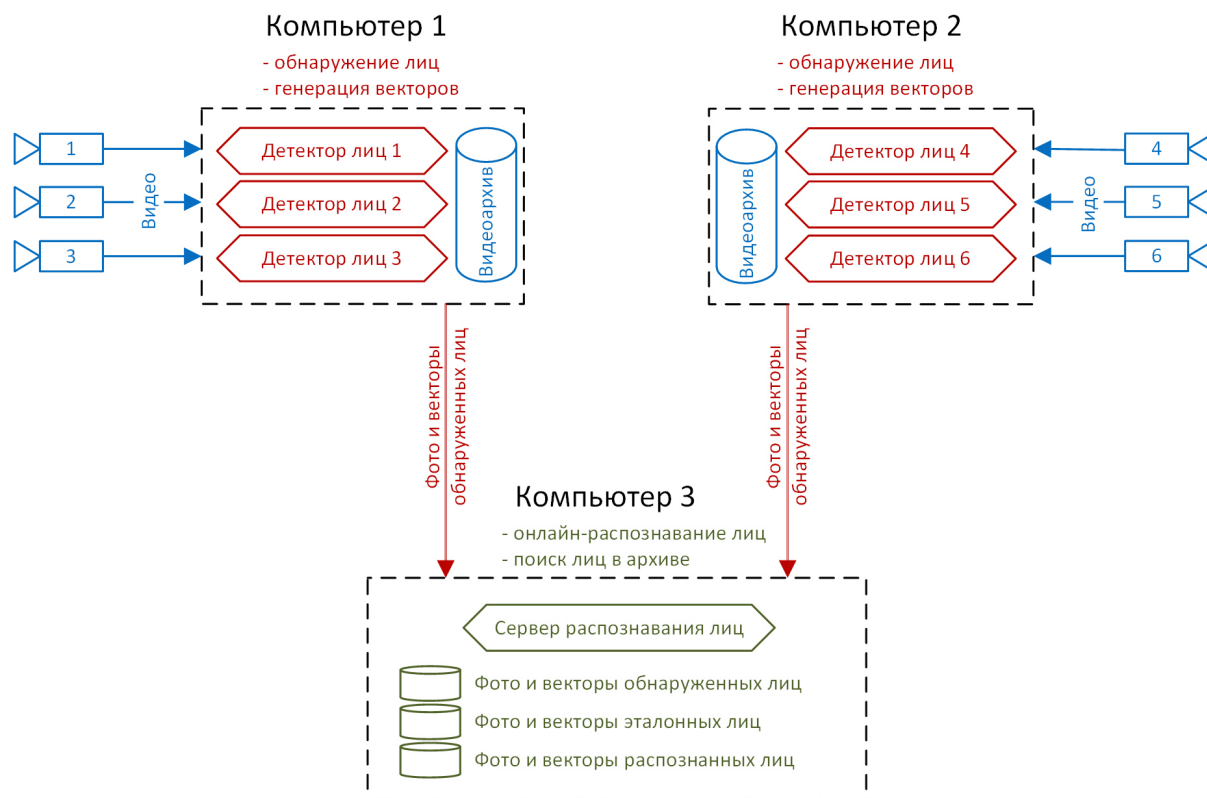 Компьютер 1
- обнаружение лиц
- генерация векторов
1
2
3
Видео
Детектор лиц 1
Детектор лиц 2
Детектор лиц 3
Видеоархив
Компьютер 2
- обнаружение лиц
- генерация векторов
Видеоархив
Детектор лиц 4
Детектор лиц 5
Детектор лиц 6
Видео
4
5
6
Фото и векторы
обнаруженных лиц
Фото и векторы
обнаруженных лиц
Компьютер 3
- онлайн-распознавание лиц
- поиск лиц в архиве
Сервер распознавания лиц
Фото и векторы обнаруженных лиц
Фото и векторы эталонных лиц
Фото и векторы распознанных лиц